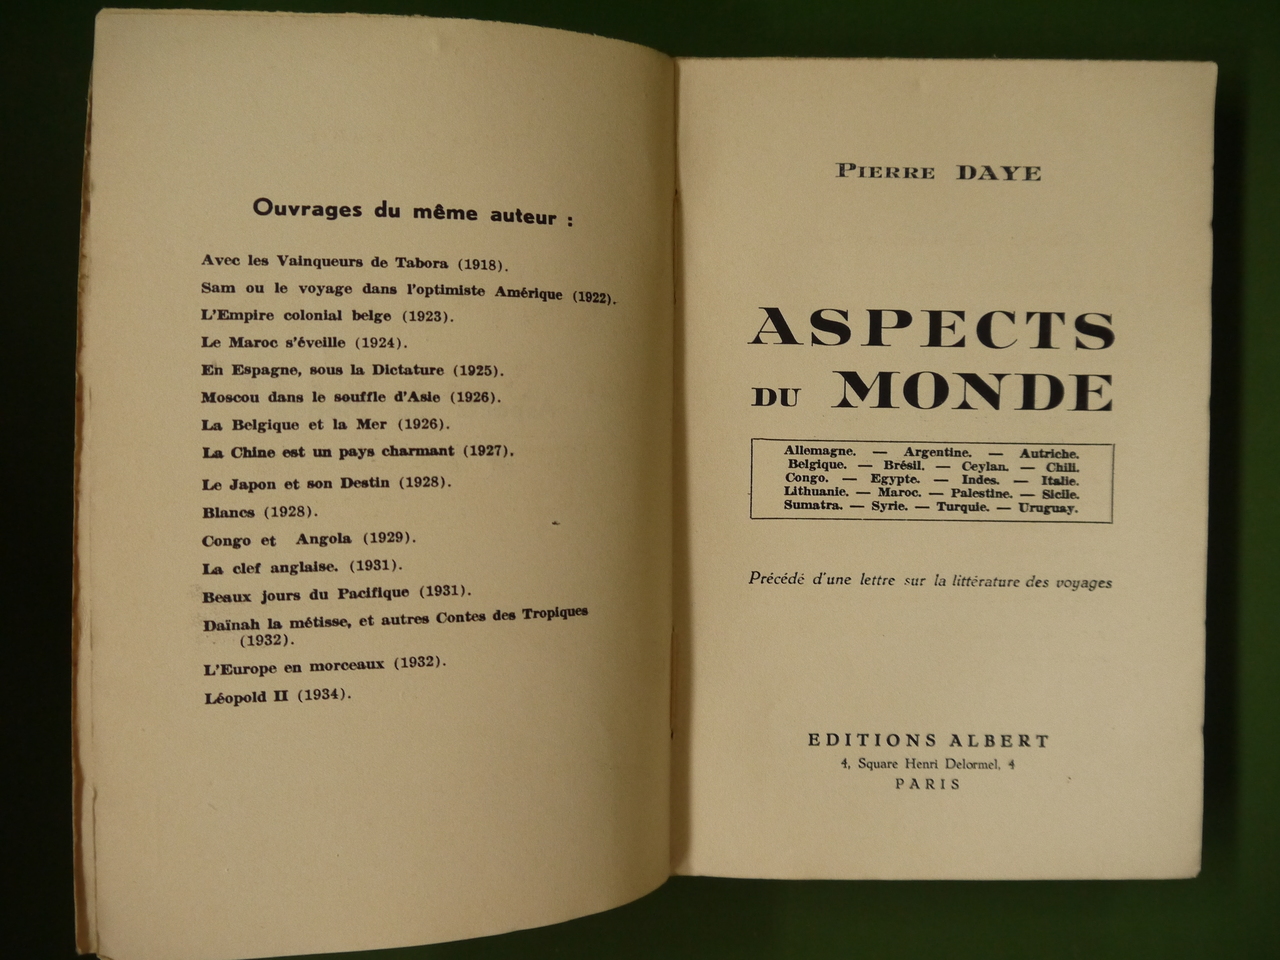 Ouvrages du même auteur :
Avec les Vainqueurs de Tabora (1918).
Sam ou le voyage dans l'optimiste Amérique (1922).
L'Empire colonial belge (1923).
Le Maroc s'éveille (1924).
En Espagne, sous la Dictature (1925).
Moscou dans le souffle d'Asie (1926).
La Belgique et la Mer (1926).
La Chine est un pays charmant (1927).
Le Japon et son Destin (1928).
Blancs (1928).
Congo et Angola (1929).
La clef anglaise. (1931).
Beaux jours du Pacifique (1931).
Daïnah la métisse, et autres Contes des Tropiques
(1932).
L'Europe en morceaux (1932).
Léopold II (1934).
PIERRE DAYE
ASPECTS
DU MONDE
Allemagne. — Argentine. — Autriche.
Belgique. — Brésil. — Ceylan. — Chili.
Congo. — Egypte. — Indes. — Italie.
Lithuanie. — Maroc. — Palestine. — Sicile.
Sumatra. — Syrie. — Turquie. — Uruguay.
Précédé d'une lettre sur la littérature des voyages
EDITIONS ALBERT
4, Square Henri Delormel, 4
PARIS